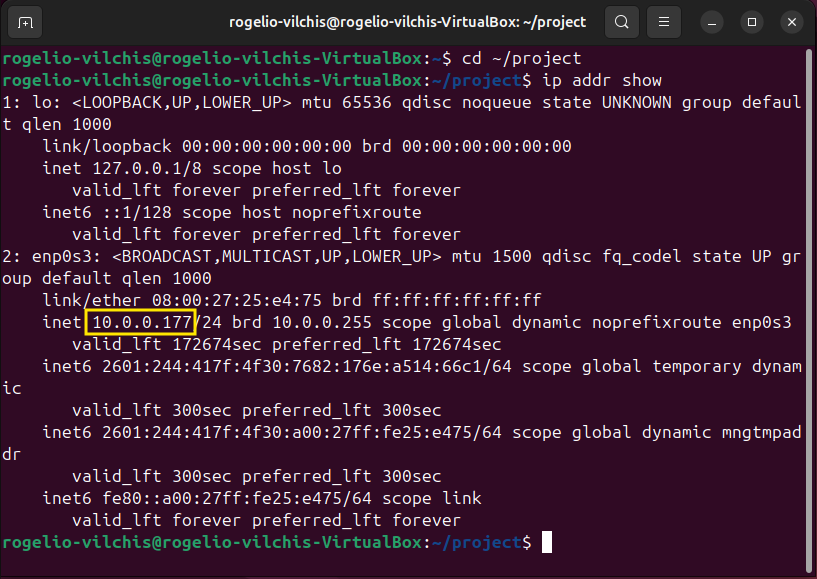 rogelio-vilchis@rogelio-vilchis-VirtualBox: ~/project
rogelio-vilchis@rogelio-vilchis-VirtualBox:~$ cd ~/project
rogelio-vilchis@rogelio-vilchis-VirtualBox:~/project$ ip addr show
1: lo: <LOOPBACK,UP,LOWER_UP> mtu 65536 qdisc noqueue state UNKNOWN group defaul
t qlen 1000
    link/loopback 00:00:00:00:00:00 brd 00:00:00:00:00:00
    inet 127.0.0.1/8 scope host lo
       valid_lft forever preferred_lft forever
    inet6 ::1/128 scope host noprefixroute
       valid_lft forever preferred_lft forever
2: enp0s3: <BROADCAST,MULTICAST,UP,LOWER_UP> mtu 1500 qdisc fq_codel state UP gr
oup default qlen 1000
    link/ether 08:00:27:25:e4:75 brd ff:ff:ff:ff:ff:ff
    inet 10.0.0.177/24 brd 10.0.0.255 scope global dynamic noprefixroute enp0s3
       valid_lft 172674sec preferred_lft 172674sec
    inet6 2601:244:417f:4f30:7682:176e:a514:66c1/64 scope global temporary dynam
ic
       valid_lft 300sec preferred_lft 300sec
    inet6 2601:244:417f:4f30:a00:27ff:fe25:e475/64 scope global dynamic mngtmpad
dr
       valid_lft 300sec preferred_lft 300sec
    inet6 fe80::a00:27ff:fe25:e475/64 scope link
       valid_lft forever preferred_lft forever
rogelio-vilchis@rogelio-vilchis-VirtualBox:~/project$